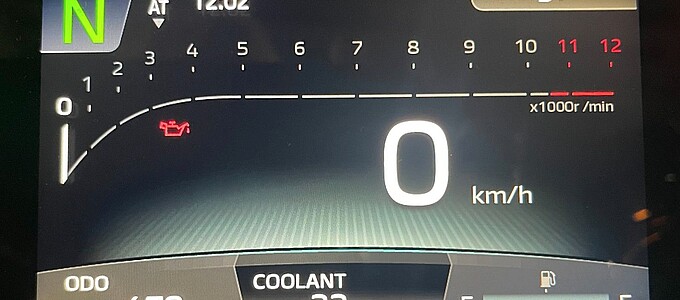 N AT 12:02
0 1 2 3 4 5 6 7 8 9 10 11 12
x1000r/min
0 km/h
ODO COOLANT